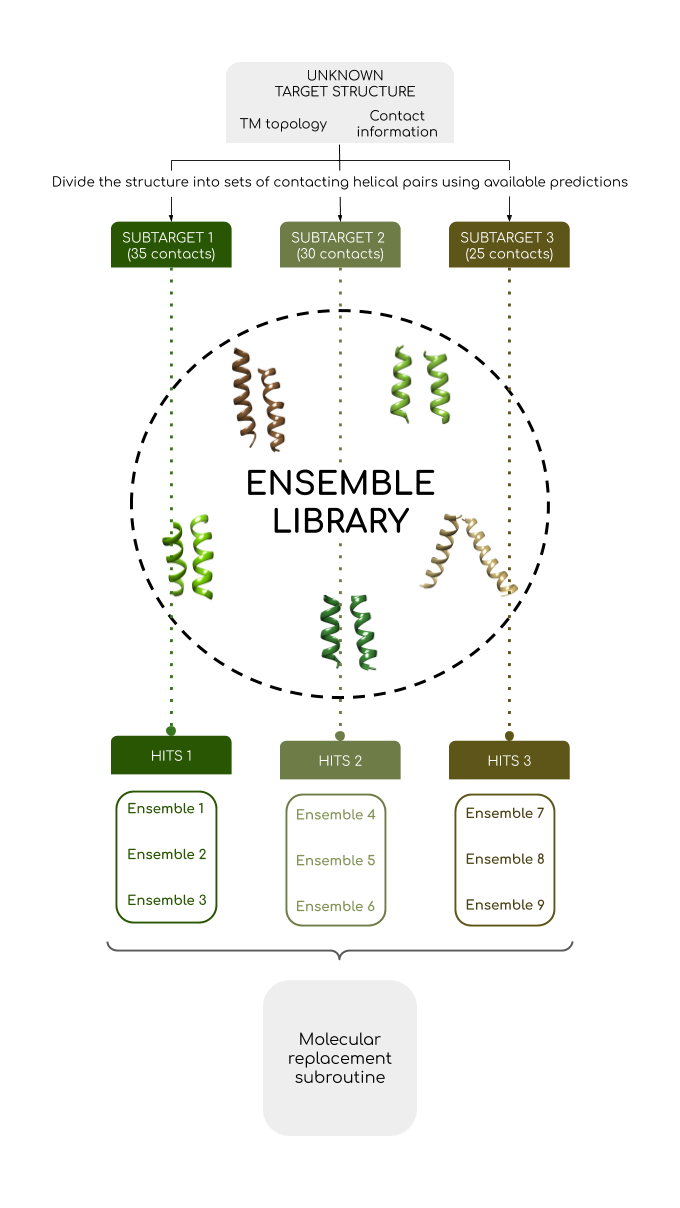 UNKNOWN
TARGET STRUCTURE
TM topology
Contact
information
Divide the structure into sets of contacting helical pairs using available predictions
SUBTARGET 1
(35 contacts)
SUBTARGET 2
(30 contacts)
SUBTARGET 3
(25 contacts)
ENSEMBLE
LIBRARY
HITS 1
HITS 2
HITS 3
Ensemble 1
Ensemble 2
Ensemble 3
Ensemble 4
Ensemble 5
Ensemble 6
Ensemble 7
Ensemble 8
Ensemble 9
Molecular
replacement
subroutine